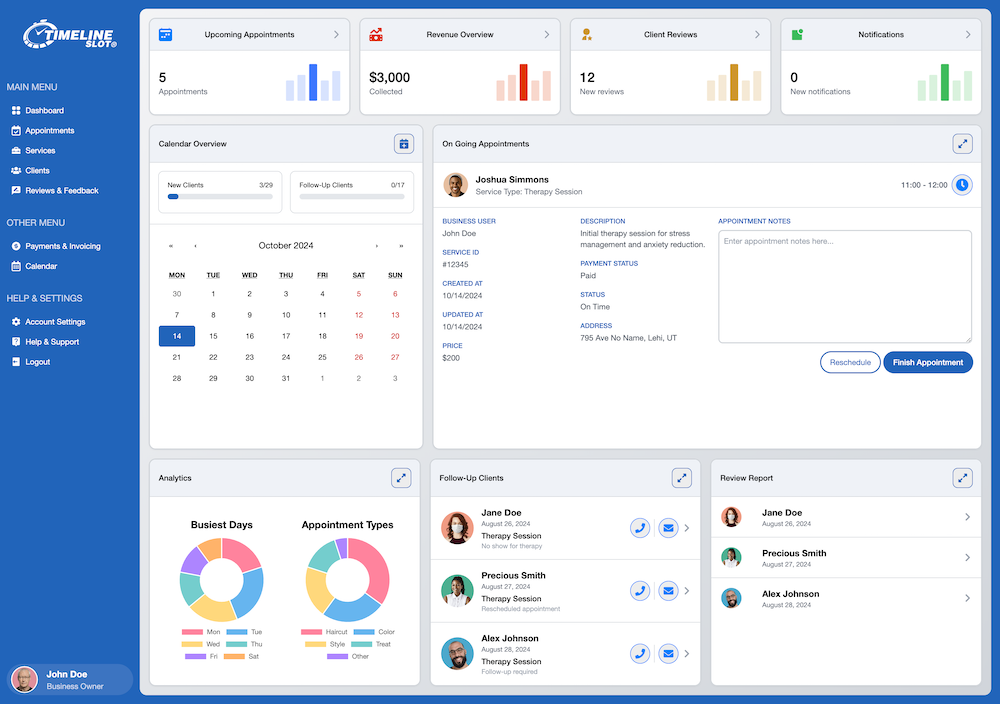 TIMELINE
SLOT®
MAIN MENU
Dashboard
Appointments
Services
Clients
Reviews & Feedback
OTHER MENU
Payments & Invoicing
Calendar
HELP & SETTINGS
Account Settings
Help & Support
Logout
John Doe
Business Owner
Upcoming Appointments
5
Appointments
Revenue Overview
$3,000
Collected
Client Reviews
12
New reviews
Notifications
0
New notifications
Calendar Overview
New Clients 3/29
Follow-Up Clients 0/17
« ‹ October 2024 › »
MON TUE WED THU FRI SAT SUN
30 1 2 3 4 5 6
7 8 9 10 11 12 13
14 15 16 17 18 19 20
21 22 23 24 25 26 27
28 29 30 31 1 2 3
On Going Appointments
Joshua Simmons
Service Type: Therapy Session
11:00 - 12:00
BUSINESS USER
John Doe
SERVICE ID
#12345
CREATED AT
10/14/2024
UPDATED AT
10/14/2024
PRICE
$200
DESCRIPTION
Initial therapy session for stress
management and anxiety reduction.
PAYMENT STATUS
Paid
STATUS
On Time
ADDRESS
795 Ave No Name, Lehi, UT
APPOINTMENT NOTES
Enter appointment notes here...
Reschedule
Finish Appointment
Analytics
Busiest Days
Mon Tue
Wed Thu
Fri Sat
Appointment Types
Haircut Color
Style Treat
Other
Follow-Up Clients
Jane Doe
August 26, 2024
Therapy Session
No show for therapy
Precious Smith
August 27, 2024
Therapy Session
Rescheduled appointment
Alex Johnson
August 28, 2024
Therapy Session
Follow-up required
Review Report
Jane Doe
August 26, 2024
Precious Smith
August 27, 2024
Alex Johnson
August 28, 2024